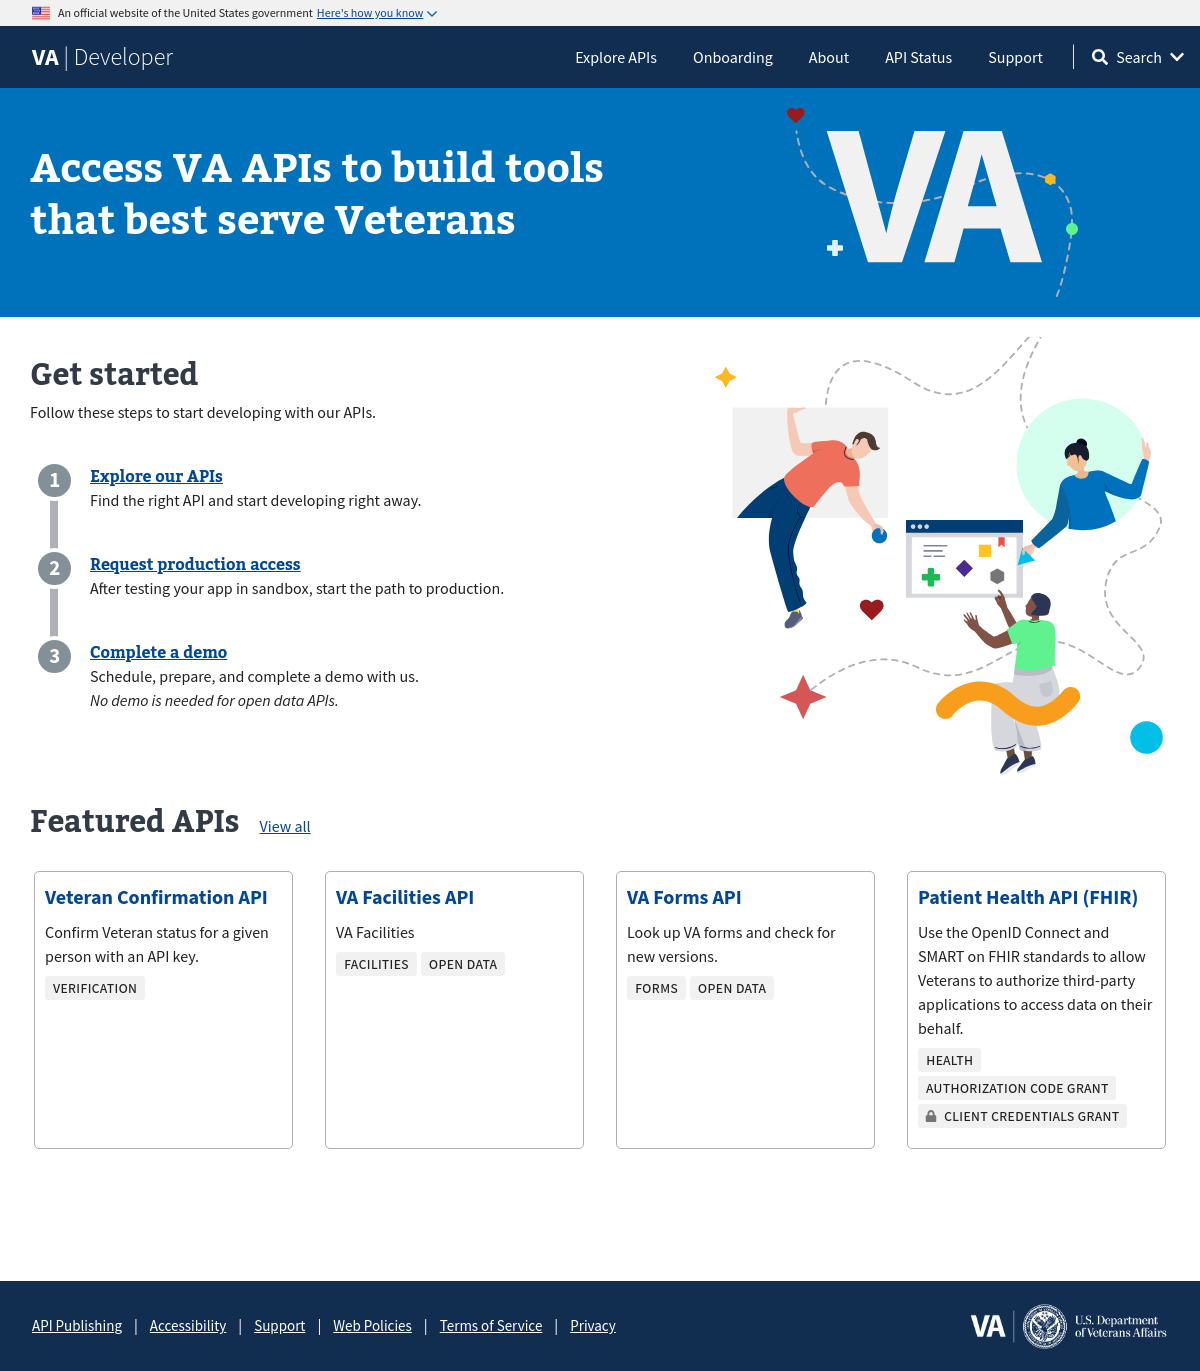 An official website of the United States government Here's how you know
VA | Developer
Explore APIs
Onboarding
About
API Status
Support
Search
Access VA APIs to build tools
that best serve Veterans
VA
Get started
Follow these steps to start developing with our APIs.
1
Explore our APIs
Find the right API and start developing right away.
2
Request production access
After testing your app in sandbox, start the path to production.
3
Complete a demo
Schedule, prepare, and complete a demo with us.
No demo is needed for open data APIs.
Featured APIs View all
Veteran Confirmation API
Confirm Veteran status for a given
person with an API key.
VERIFICATION
VA Facilities API
VA Facilities
FACILITIES OPEN DATA
VA Forms API
Look up VA forms and check for
new versions.
FORMS OPEN DATA
Patient Health API (FHIR)
Use the OpenID Connect and
SMART on FHIR standards to allow
Veterans to authorize third-party
applications to access data on their
behalf.
HEALTH
AUTHORIZATION CODE GRANT
CLIENT CREDENTIALS GRANT
API Publishing | Accessibility | Support | Web Policies | Terms of Service | Privacy
VA
U.S. Department
of Veterans Affairs